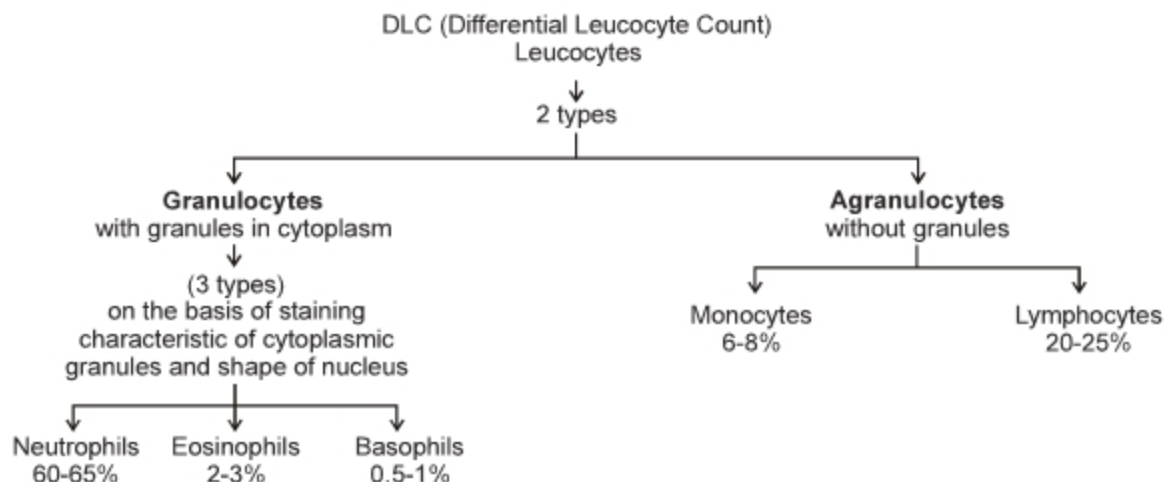 DLC (Differential Leucocyte Count)
Leucocytes
2 types
Granulocytes
with granules in cytoplasm
(3 types)
on the basis of staining
characteristic of cytoplasmic
granules and shape of nucleus
Neutrophils
60-65%
Eosinophils
2-3%
Basophils
0.5-1%
Agranulocytes
without granules
Monocytes
6-8%
Lymphocytes
20-25%